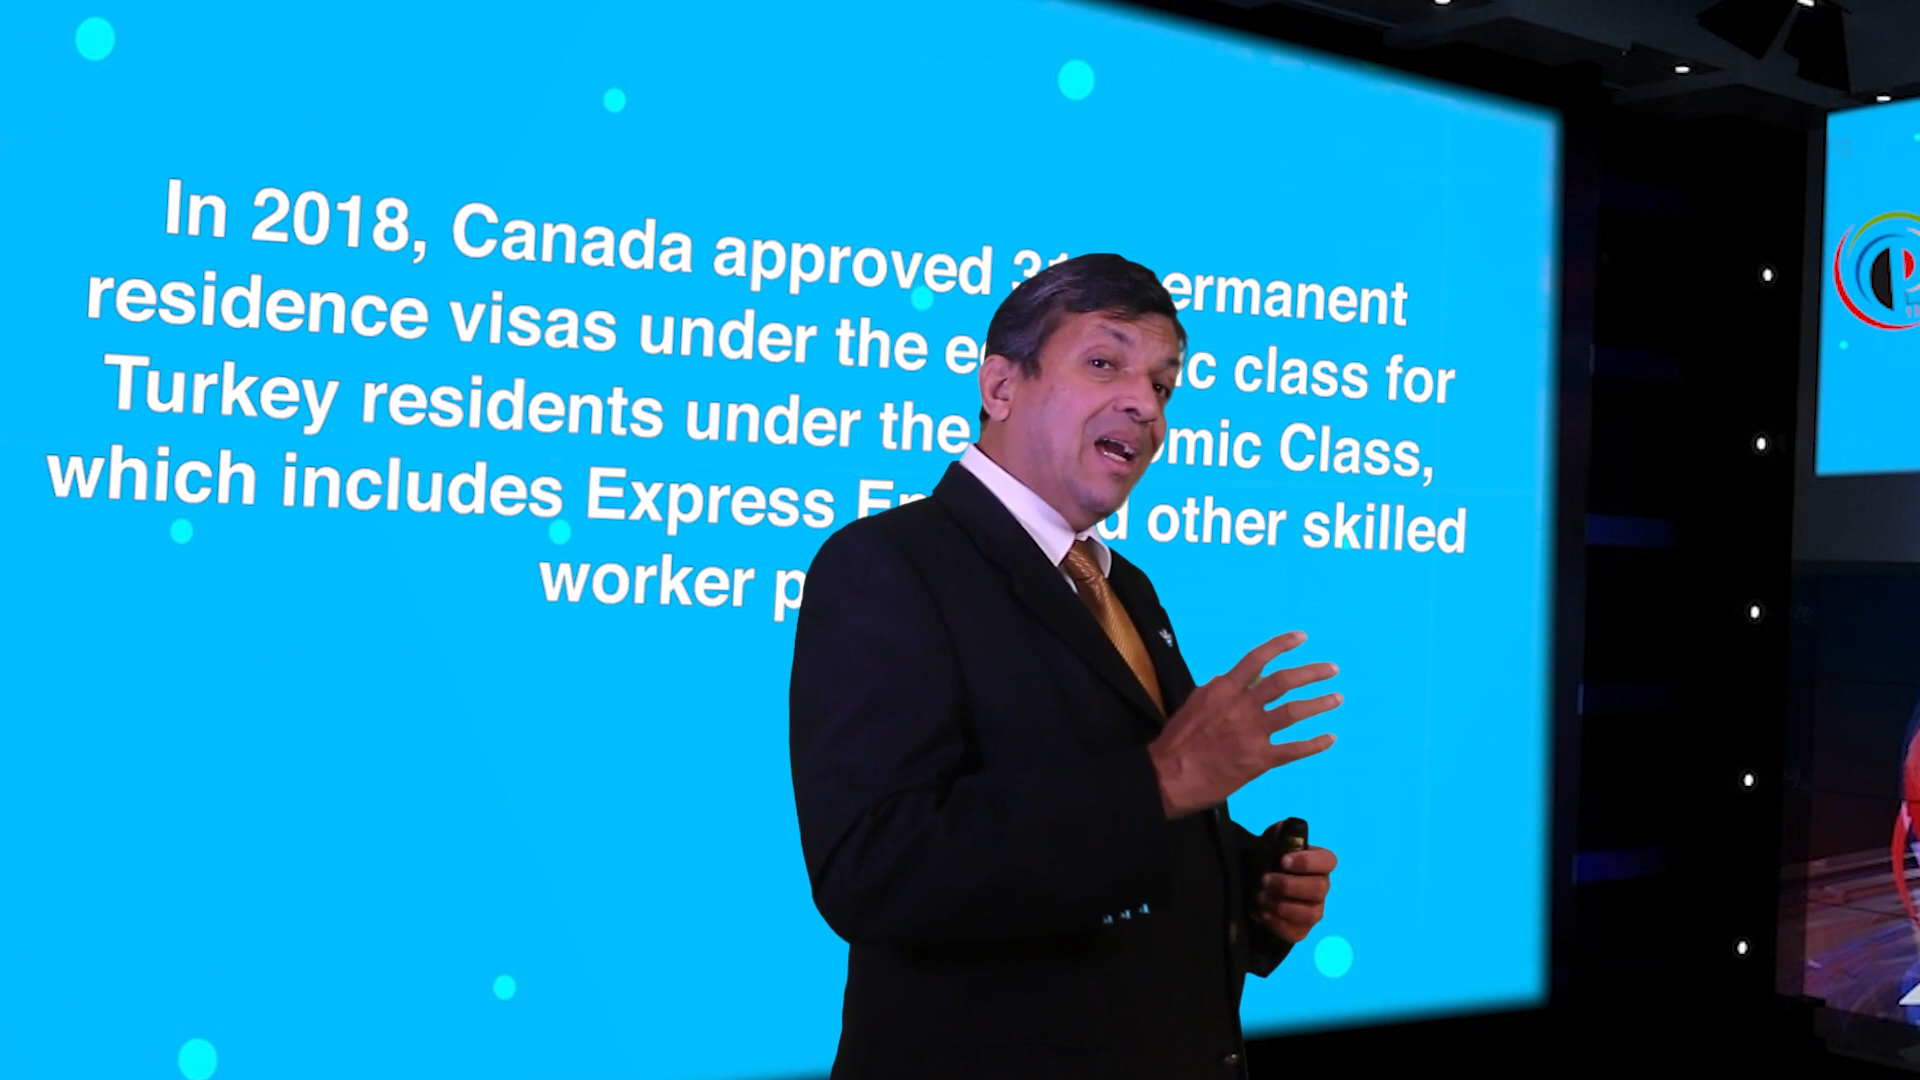 In 2018, Canada approved ermanent
residence visas under the ic class for
Turkey residents under the omic Class,
which includes Express d other skilled
worker